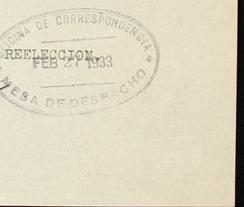 OFICINA DE CORRESPONDENCIA
REELECCION.
FEB 27 1933
MESA DE DESPACHO